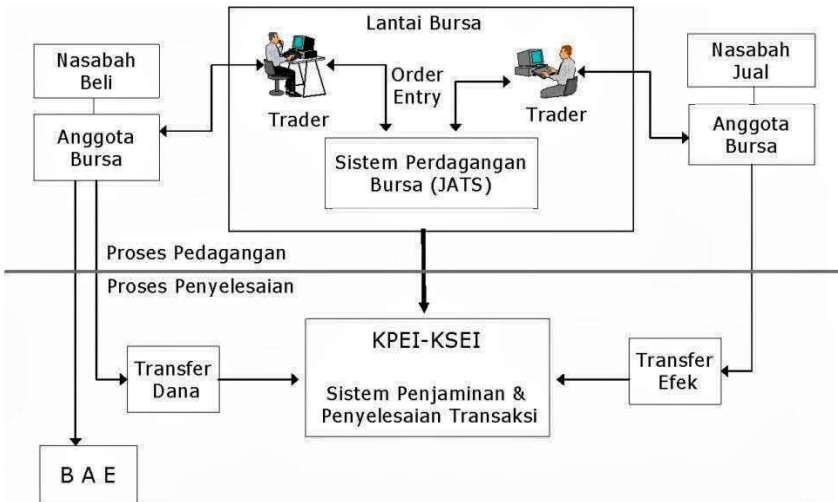 Lantai Bursa
Nasabah
Beli
Order
Entry
Trader
Trader
Nasabah
Jual
Anggota
Bursa
Anggota
Bursa
Sistem Perdagangan
Bursa (JATS)
Proses Pedagangan
Proses Penyelesaian
KPEI-KSEI
Sistem Penjaminan &
Penyelesaian Transaksi
Transfer
Dana
Transfer
Efek
B A E